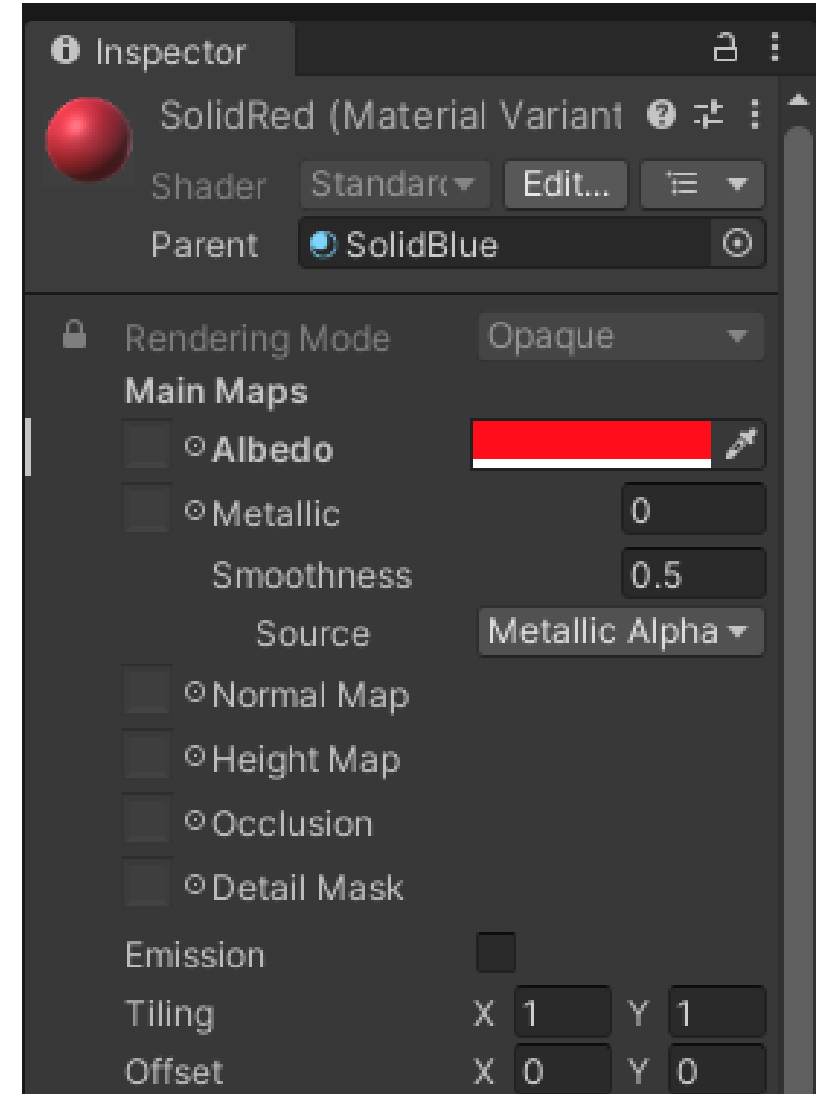 Inspector
SolidRed (Material Variant
Shader Standard Edit...
Parent SolidBlue
Rendering Mode Opaque
Main Maps
Albedo
Metallic 0
Smoothness 0.5
Source Metallic Alpha
Normal Map
Height Map
Occlusion
Detail Mask
Emission
Tiling X 1 Y 1
Offset X 0 Y 0